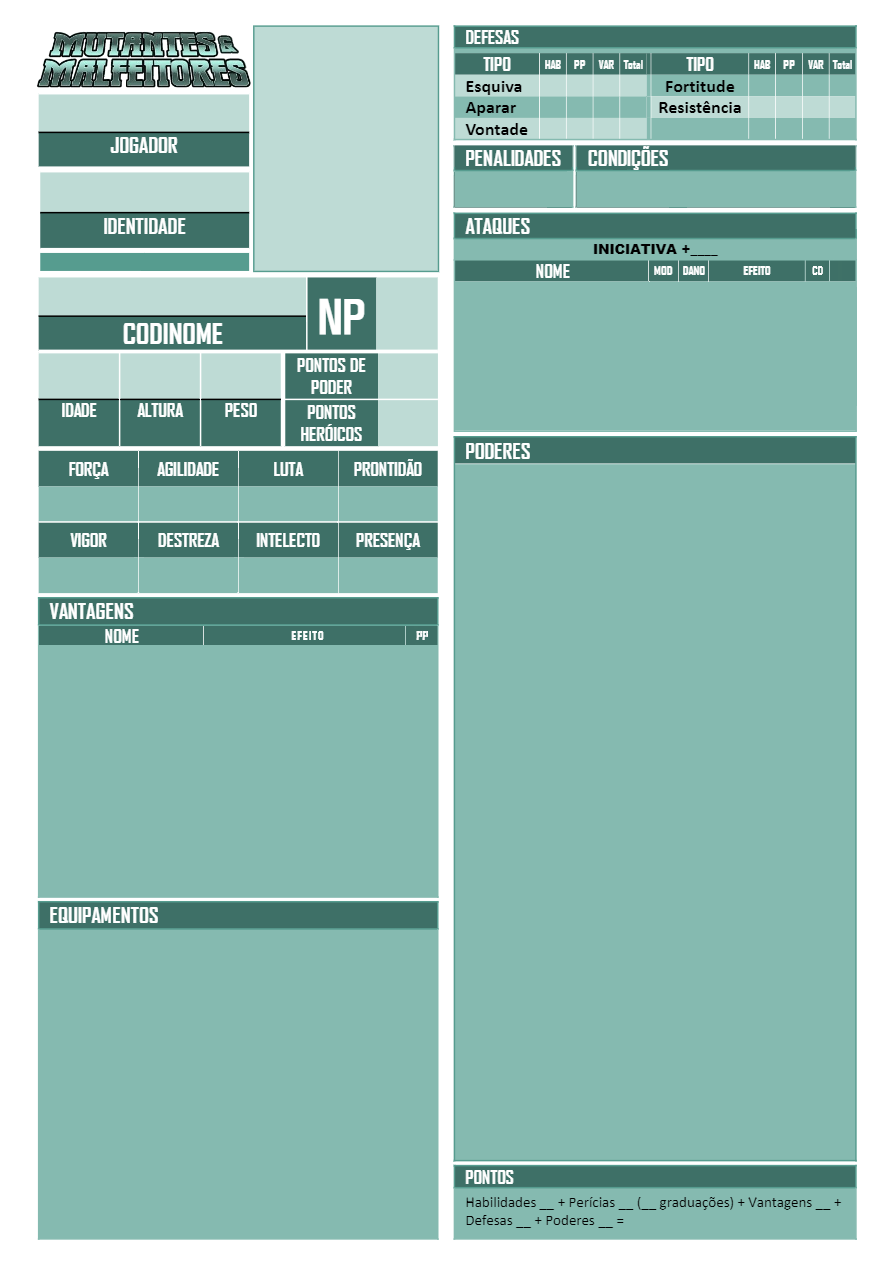 MUTANTES &
MALFEITORES
JOGADOR
IDENTIDADE
CODINOME
NP
IDADE ALTURA PESO
PONTOS DE
PODER
PONTOS
HERÓICOS
FORÇA AGILIDADE LUTA PRONTIDÃO
VIGOR DESTREZA INTELECTO PRESENÇA
VANTAGENS
NOME EFEITO PP
EQUIPAMENTOS
DEFESAS
TIPO HAB PP VAR Total TIPO HAB PP VAR Total
Esquiva Fortitude
Aparar Resistência
Vontade
PENALIDADES CONDIÇÕES
ATAQUES
INICIATIVA +____
NOME MOD DANO EFEITO CD
PODERES
PONTOS
Habilidades __ + Perícias __ (__ graduações) + Vantagens __ +
Defesas __ + Poderes __ =